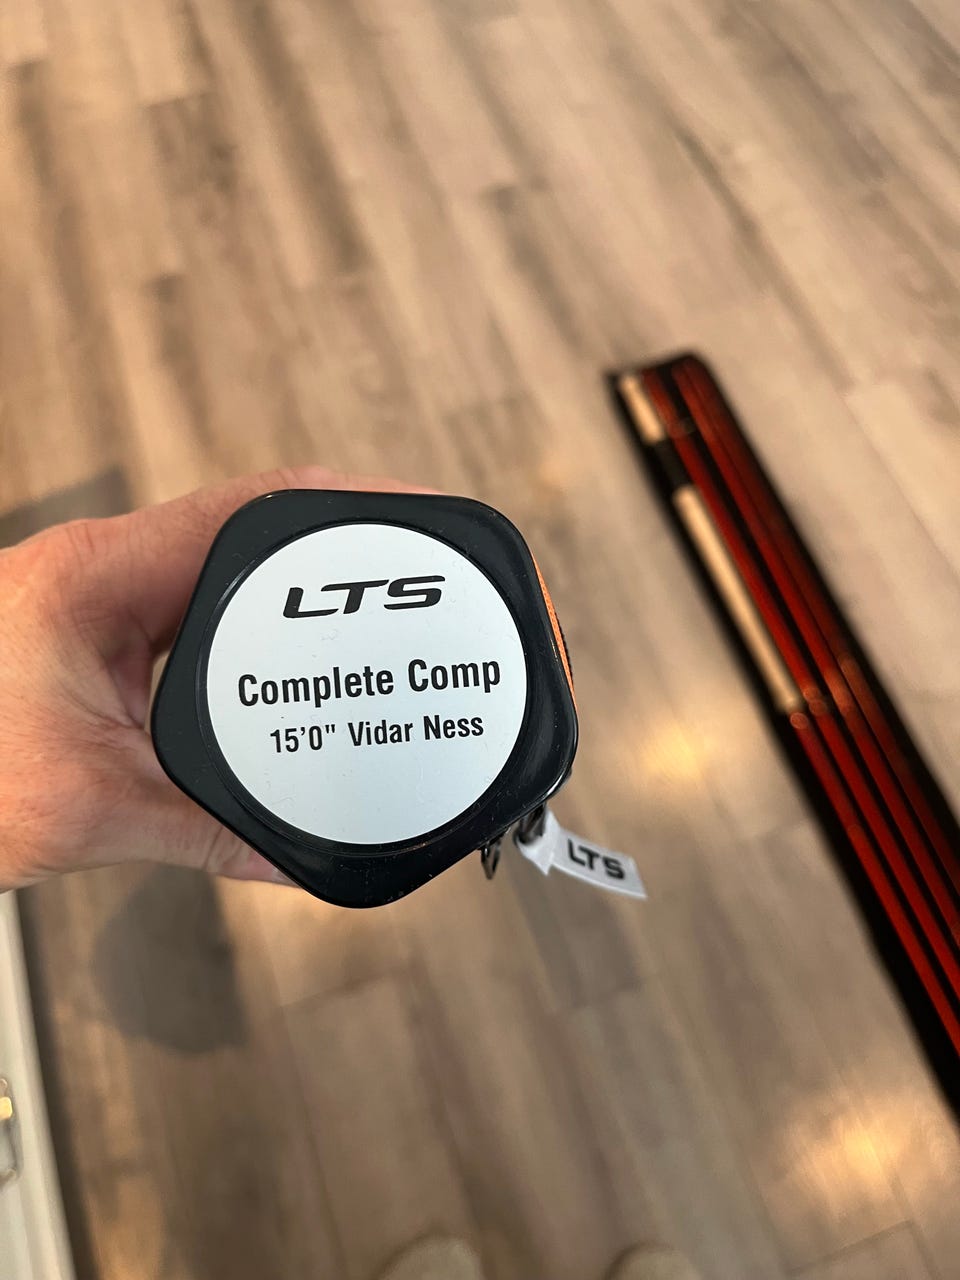 LTS
Complete Comp
15'0" Vidar Ness
LTS